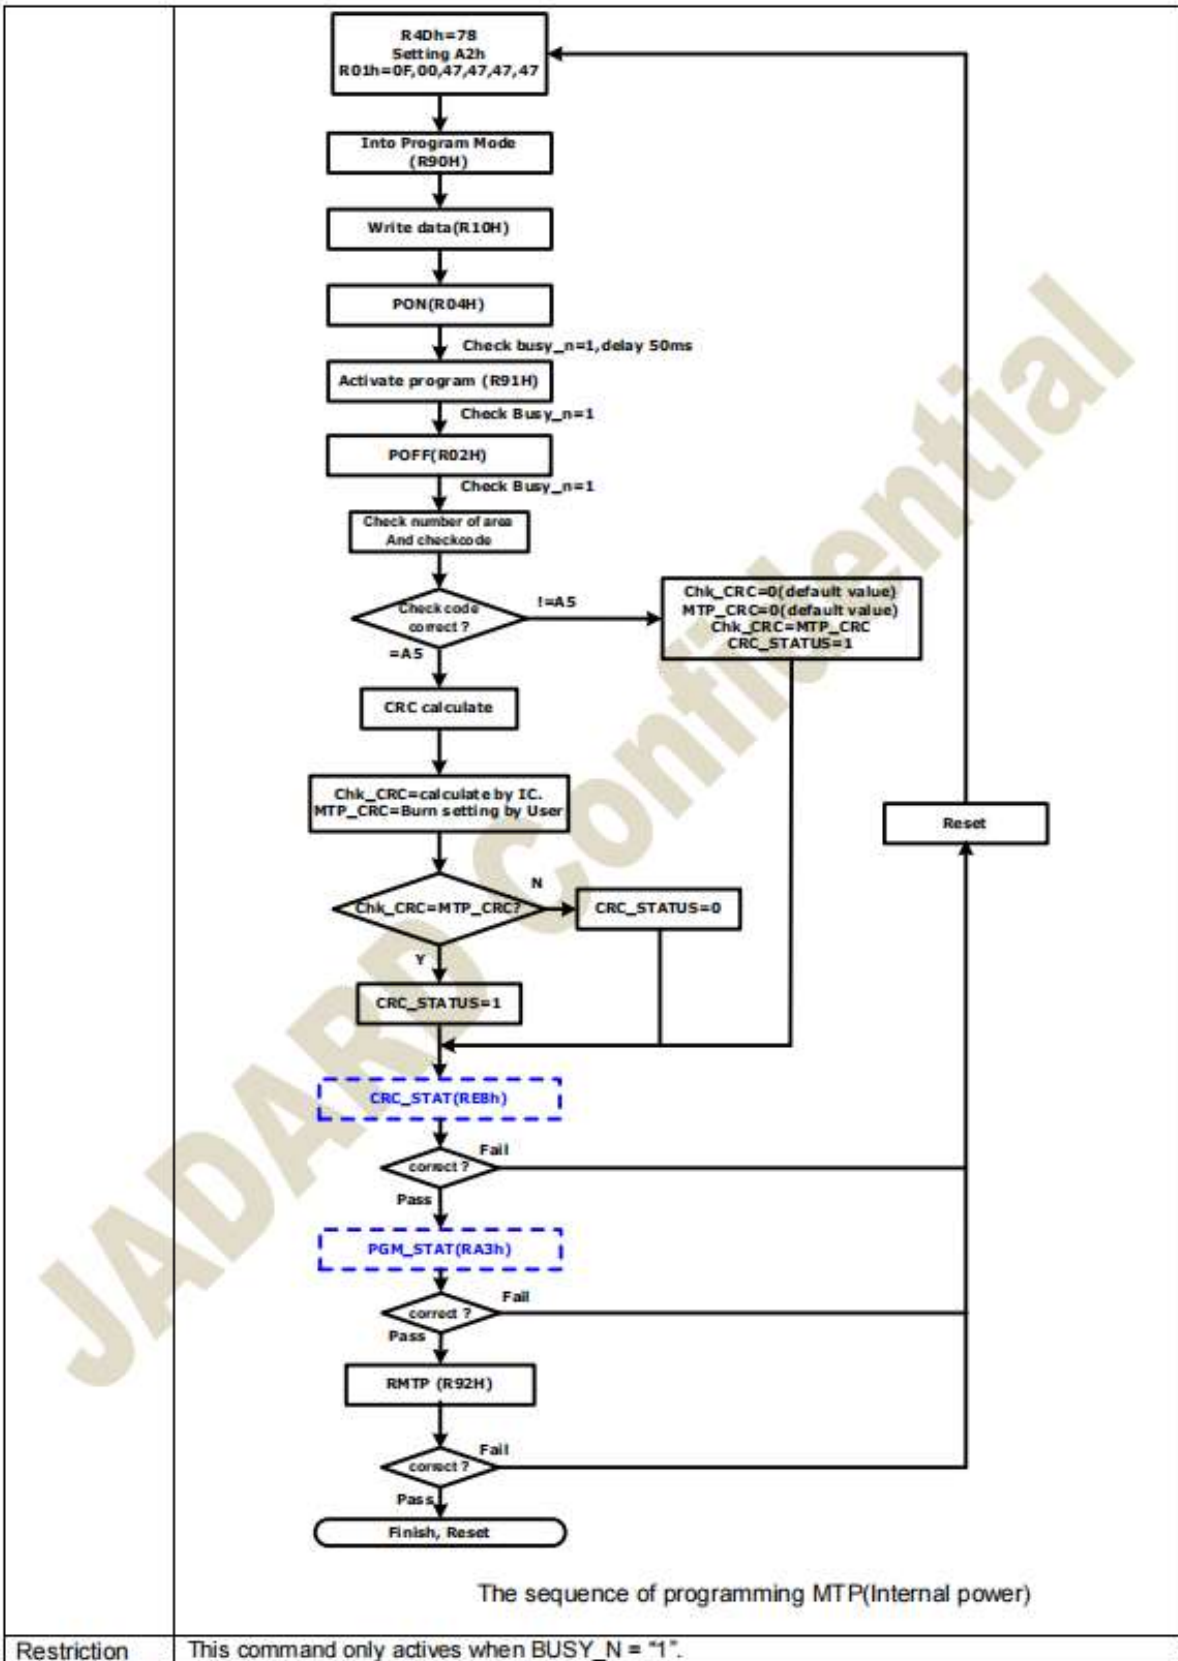 R4Dh=78
Setting A2h
R01h=0F,00,47,47,47,47
Into Program Mode
(R90H)
Write data(R10H)
PON(R04H)
Check busy_n=1,delay 50ms
Activate program (R91H)
Check Busy_n=1
POFF(R02H)
Check Busy_n=1
Check number of area
And checkcode
Check code
correct ?
!=A5
=A5
Chk_CRC=0(default value)
MTP_CRC=0(default value)
Chk_CRC=MTP_CRC
CRC_STATUS=1
CRC calculate
Chk_CRC=calculate by IC.
MTP_CRC=Burn setting by User
Reset
Chk_CRC=MTP_CRC?
N
CRC_STATUS=0
Y
CRC_STATUS=1
CRC_STAT(RE8h)
correct ?
Fail
Pass
PGM_STAT(RA3h)
correct ?
Fail
Pass
RMTP (R92H)
correct ?
Fail
Pass
Finish, Reset
The sequence of programming MTP(Internal power)
Restriction
This command only actives when BUSY_N = "1".
JADARD Confidential